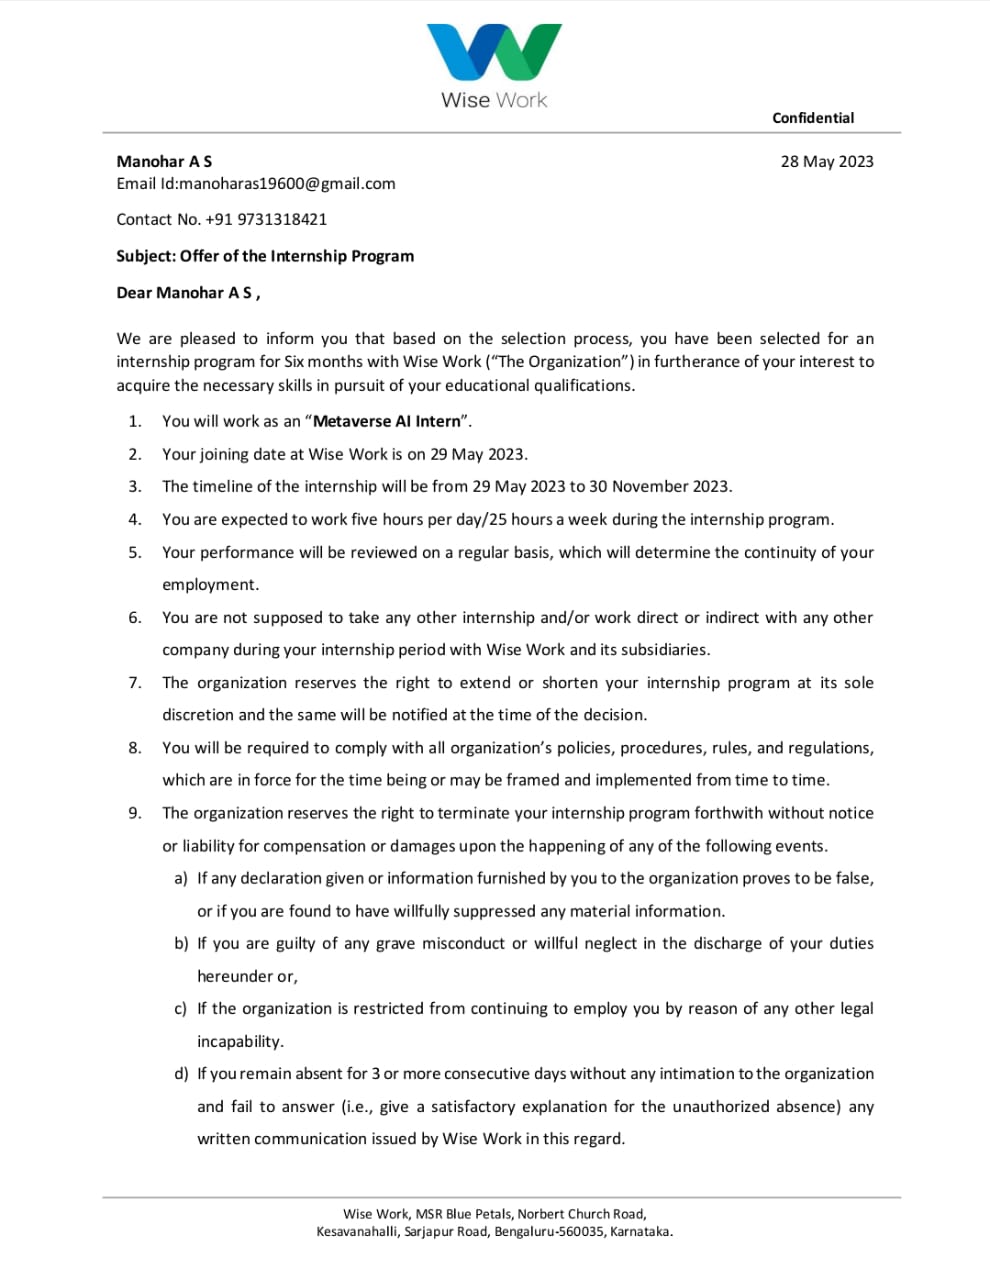 Wise Work
Confidential
Manohar A S 28 May 2023
Email Id:manoharas19600@gmail.com
Contact No. +91 9731318421
Subject: Offer of the Internship Program
Dear Manohar A S ,
We are pleased to inform you that based on the selection process, you have been selected for an
internship program for Six months with Wise Work (“The Organization”) in furtherance of your interest to
acquire the necessary skills in pursuit of your educational qualifications.
1. You will work as an “Metaverse AI Intern”.
2. Your joining date at Wise Work is on 29 May 2023.
3. The timeline of the internship will be from 29 May 2023 to 30 November 2023.
4. You are expected to work five hours per day/25 hours a week during the internship program.
5. Your performance will be reviewed on a regular basis, which will determine the continuity of your
employment.
6. You are not supposed to take any other internship and/or work direct or indirect with any other
company during your internship period with Wise Work and its subsidiaries.
7. The organization reserves the right to extend or shorten your internship program at its sole
discretion and the same will be notified at the time of the decision.
8. You will be required to comply with all organization’s policies, procedures, rules, and regulations,
which are in force for the time being or may be framed and implemented from time to time.
9. The organization reserves the right to terminate your internship program forthwith without notice
or liability for compensation or damages upon the happening of any of the following events.
a) If any declaration given or information furnished by you to the organization proves to be false,
or if you are found to have willfully suppressed any material information.
b) If you are guilty of any grave misconduct or willful neglect in the discharge of your duties
hereunder or,
c) If the organization is restricted from continuing to employ you by reason of any other legal
incapability.
d) If you remain absent for 3 or more consecutive days without any intimation to the organization
and fail to answer (i.e., give a satisfactory explanation for the unauthorized absence) any
written communication issued by Wise Work in this regard.
Wise Work, MSR Blue Petals, Norbert Church Road,
Kesavanahalli, Sarjapur Road, Bengaluru-560035, Karnataka.